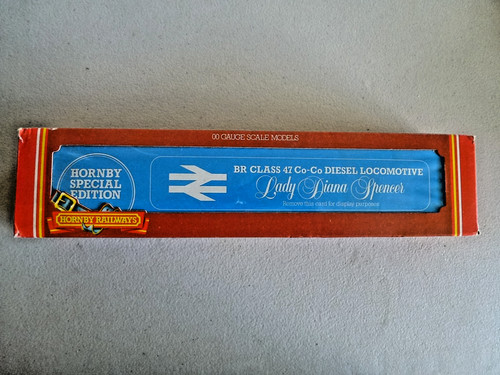 00 GAUGE SCALE MODELS
HORNBY
SPECIAL
EDITION
HORNBY RAILWAYS
BR CLASS 47 Co-Co DIESEL LOCOMOTIVE
Lady Diana Spencer
Remove this card for display purposes